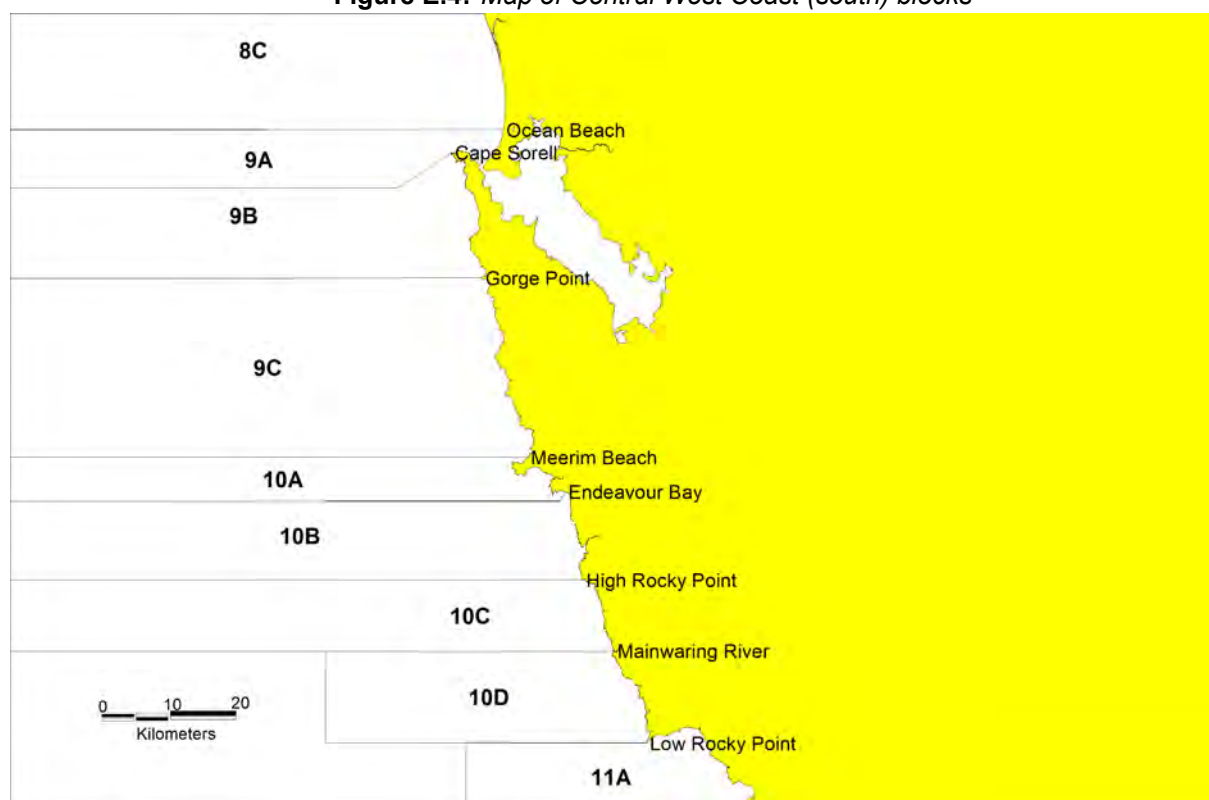 Figure E.4: Map of Central West Coast (south) blocks
8C
Ocean Beach
9A
Cape Sorell
9B
Gorge Point
9C
Meerim Beach
10A
Endeavour Bay
10B
High Rocky Point
10C
Mainwaring River
10D
0 10 20
Kilometers
Low Rocky Point
11A